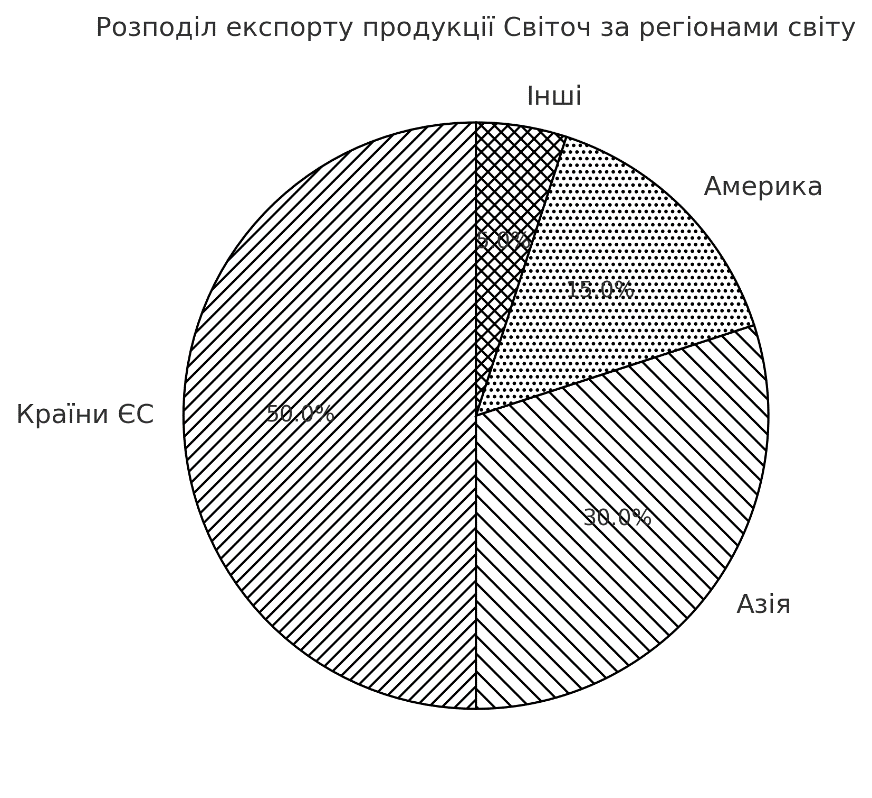 Розподіл експорту продукції Світоч за регіонами світу
Інші
Америка
5.0%
15.0%
Країни ЄС
50.0%
30.0%
Азія